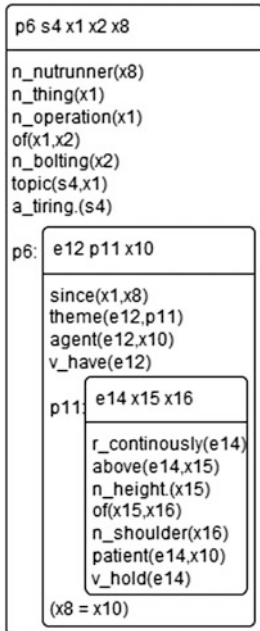 p6 s4 x1 x2 x8
n_nutrunner(x8)
n_thing(x1)
n_operation(x1)
of(x1,x2)
n_bolting(x2)
topic(s4,x1)
a_tiring.(s4)
p6: e12 p11 x10
since(x1,x8)
theme(e12,p11)
agent(e12,x10)
v_have(e12)
p11: e14 x15 x16
r_continously(e14)
above(e14,x15)
n_height.(x15)
of(x15,x16)
n_shoulder(x16)
patient(e14,x10)
v_hold(e14)
(x8 = x10)